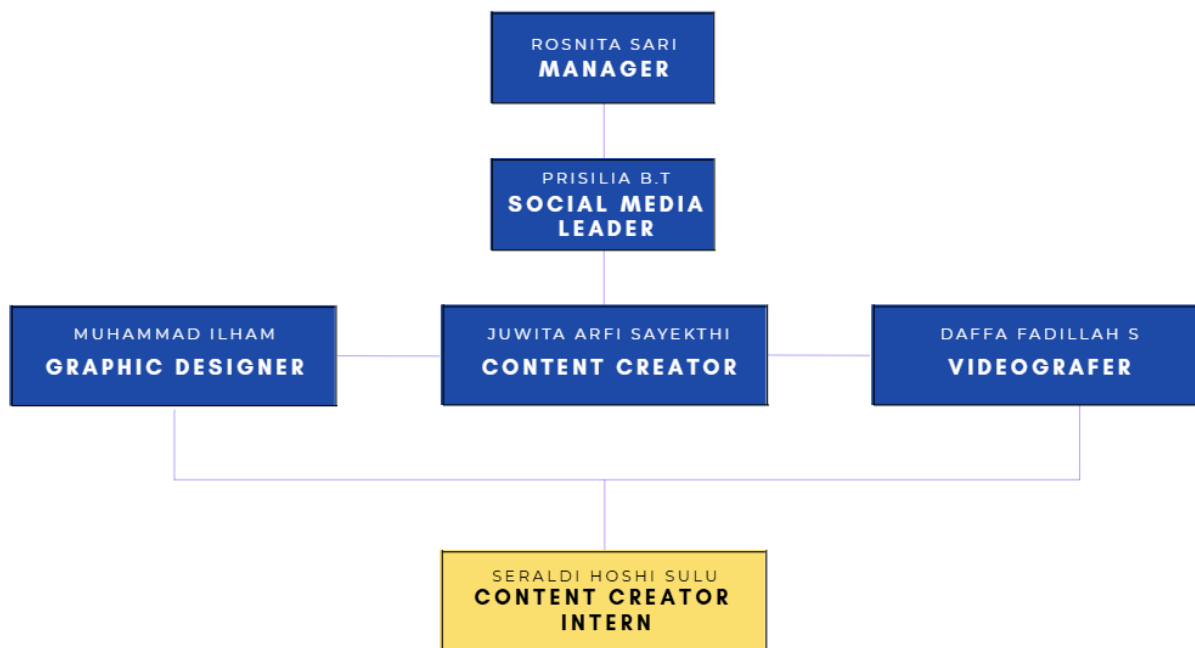 ROSNITA SARI
MANAGER
PRISILIA B.T
SOCIAL MEDIA
LEADER
MUHAMMAD ILHAM
GRAPHIC DESIGNER
JUWITA ARFI SAYEKTHI
CONTENT CREATOR
DAFFA FADILLAH S
VIDEOGRAFER
SERALDI HOSHI SULU
CONTENT CREATOR
INTERN